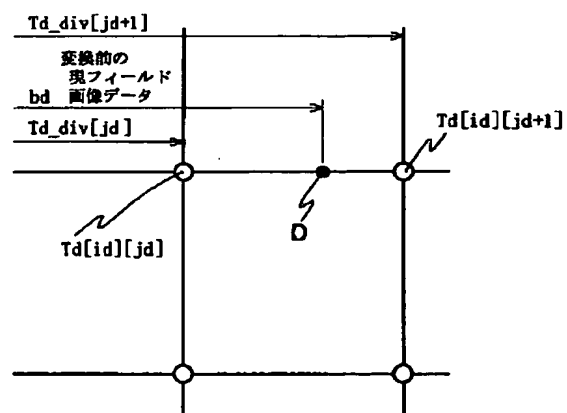 Td_div[jd+1]
変換前の
現フィールド
bd 画像データ
Td_div[jd]
Td[id][jd+1]
D
Td[id][jd]